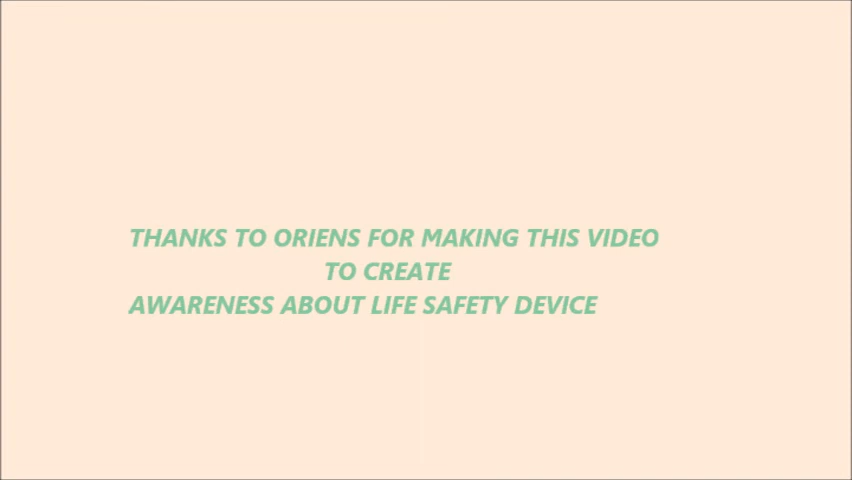 THANKS TO ORIENS FOR MAKING THIS VIDEO
TO CREATE
AWARENESS ABOUT LIFE SAFETY DEVICE